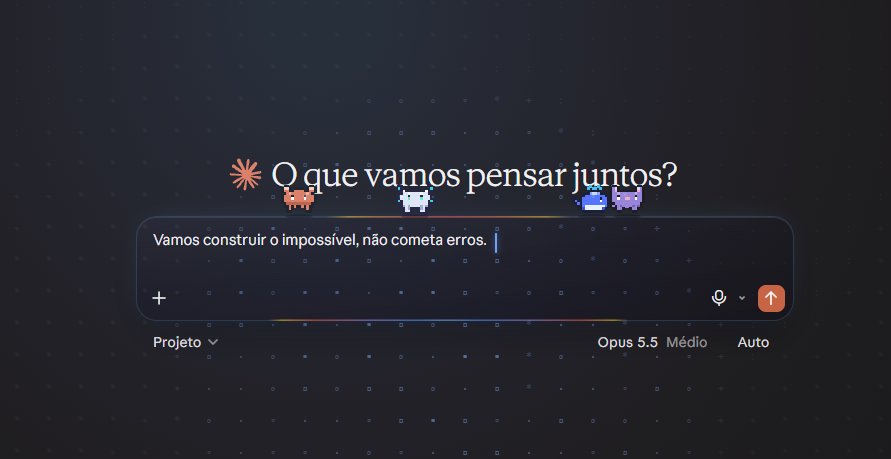 O que vamos pensar juntos?
Vamos construir o impossível, não cometa erros.
Projeto
Opus 5.5 Médio
Auto